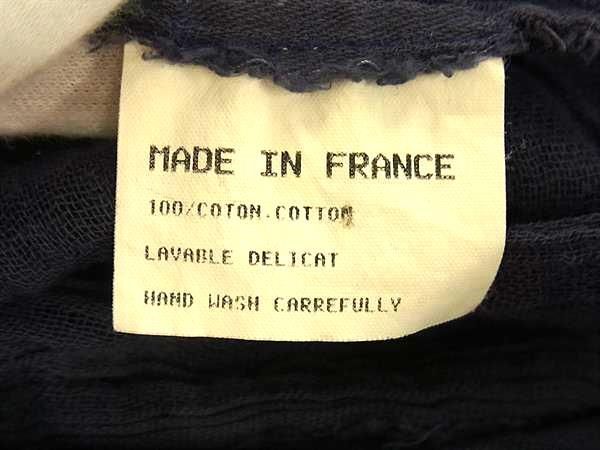 MADE IN FRANCE
100/COTON.COTTON
LAVABLE DELICAT
HAND WASH CARREFULLY